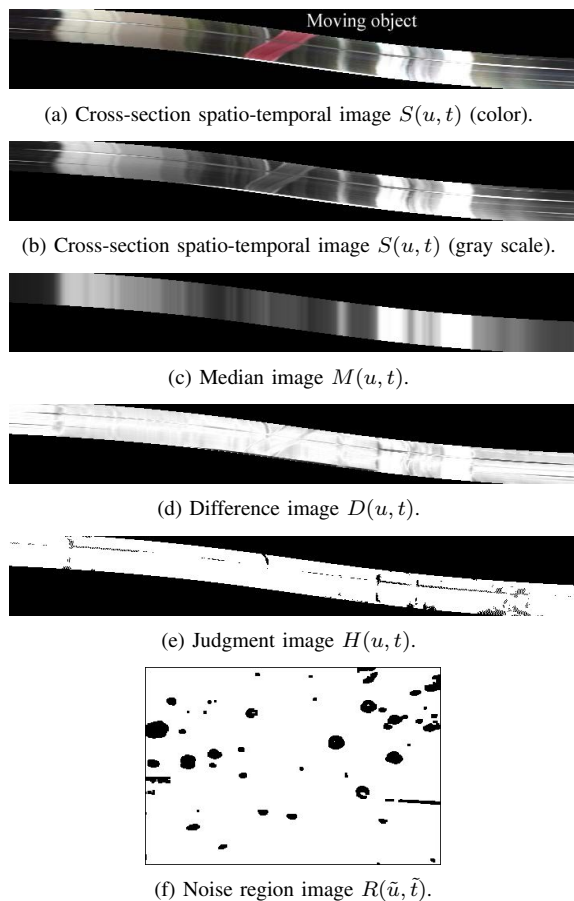 Moving object
(a) Cross-section spatio-temporal image S(u, t) (color).
(b) Cross-section spatio-temporal image S(u, t) (gray scale).
(c) Median image M(u, t).
(d) Difference image D(u, t).
(e) Judgment image H(u, t).
(f) Noise region image R(ũ, t̃).